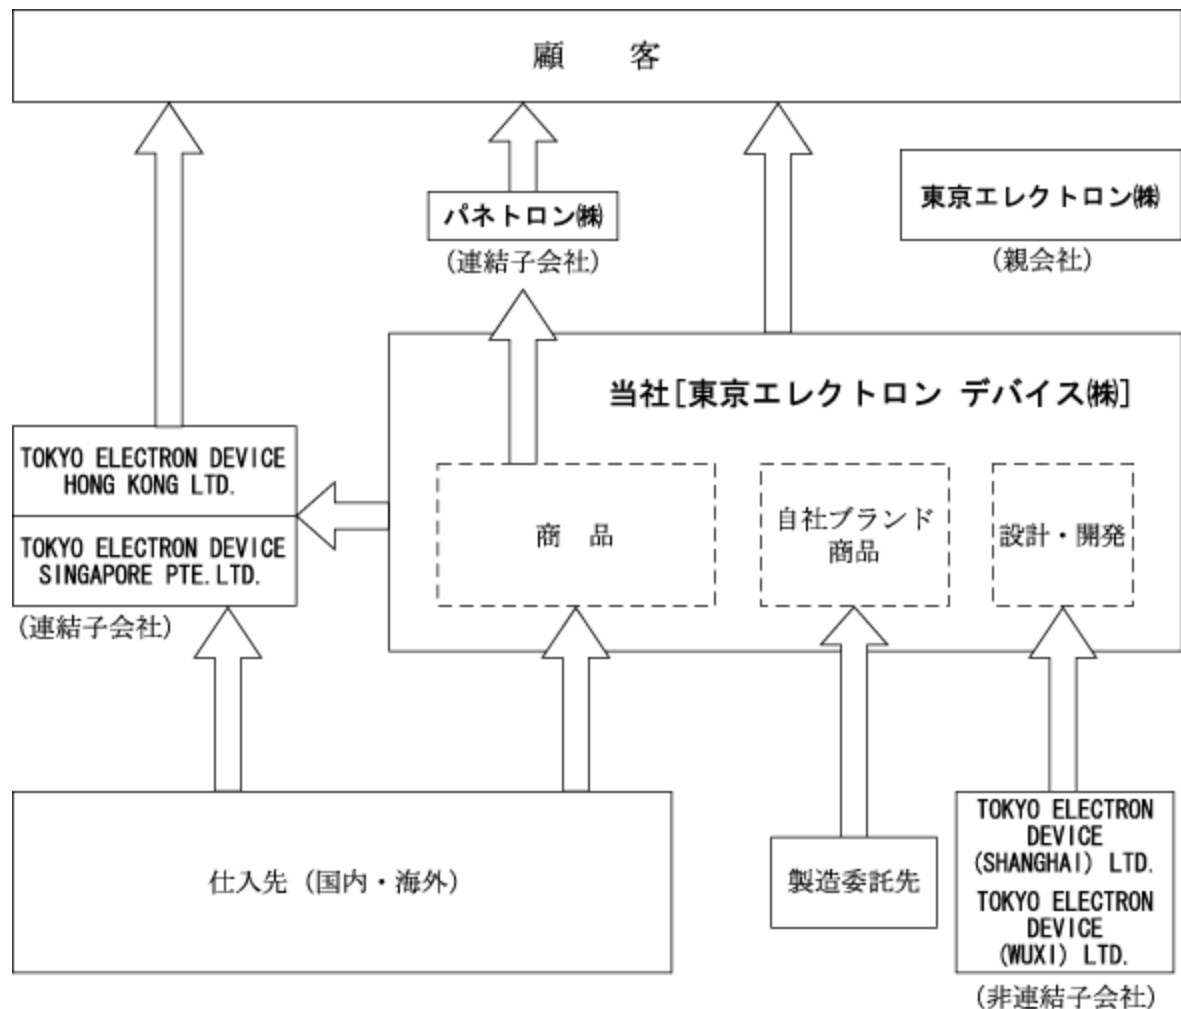 顧　　客
パネトロン㈱
(連結子会社)
東京エレクトロン㈱
(親会社)
当社[東京エレクトロン デバイス㈱]
TOKYO ELECTRON DEVICE
HONG KONG LTD.
TOKYO ELECTRON DEVICE
SINGAPORE PTE.LTD.
(連結子会社)
商　品
自社ブランド
商品
設計・開発
仕入先（国内・海外）
製造委託先
TOKYO ELECTRON
DEVICE
(SHANGHAI) LTD.
TOKYO ELECTRON
DEVICE
(WUXI) LTD.
(非連結子会社)